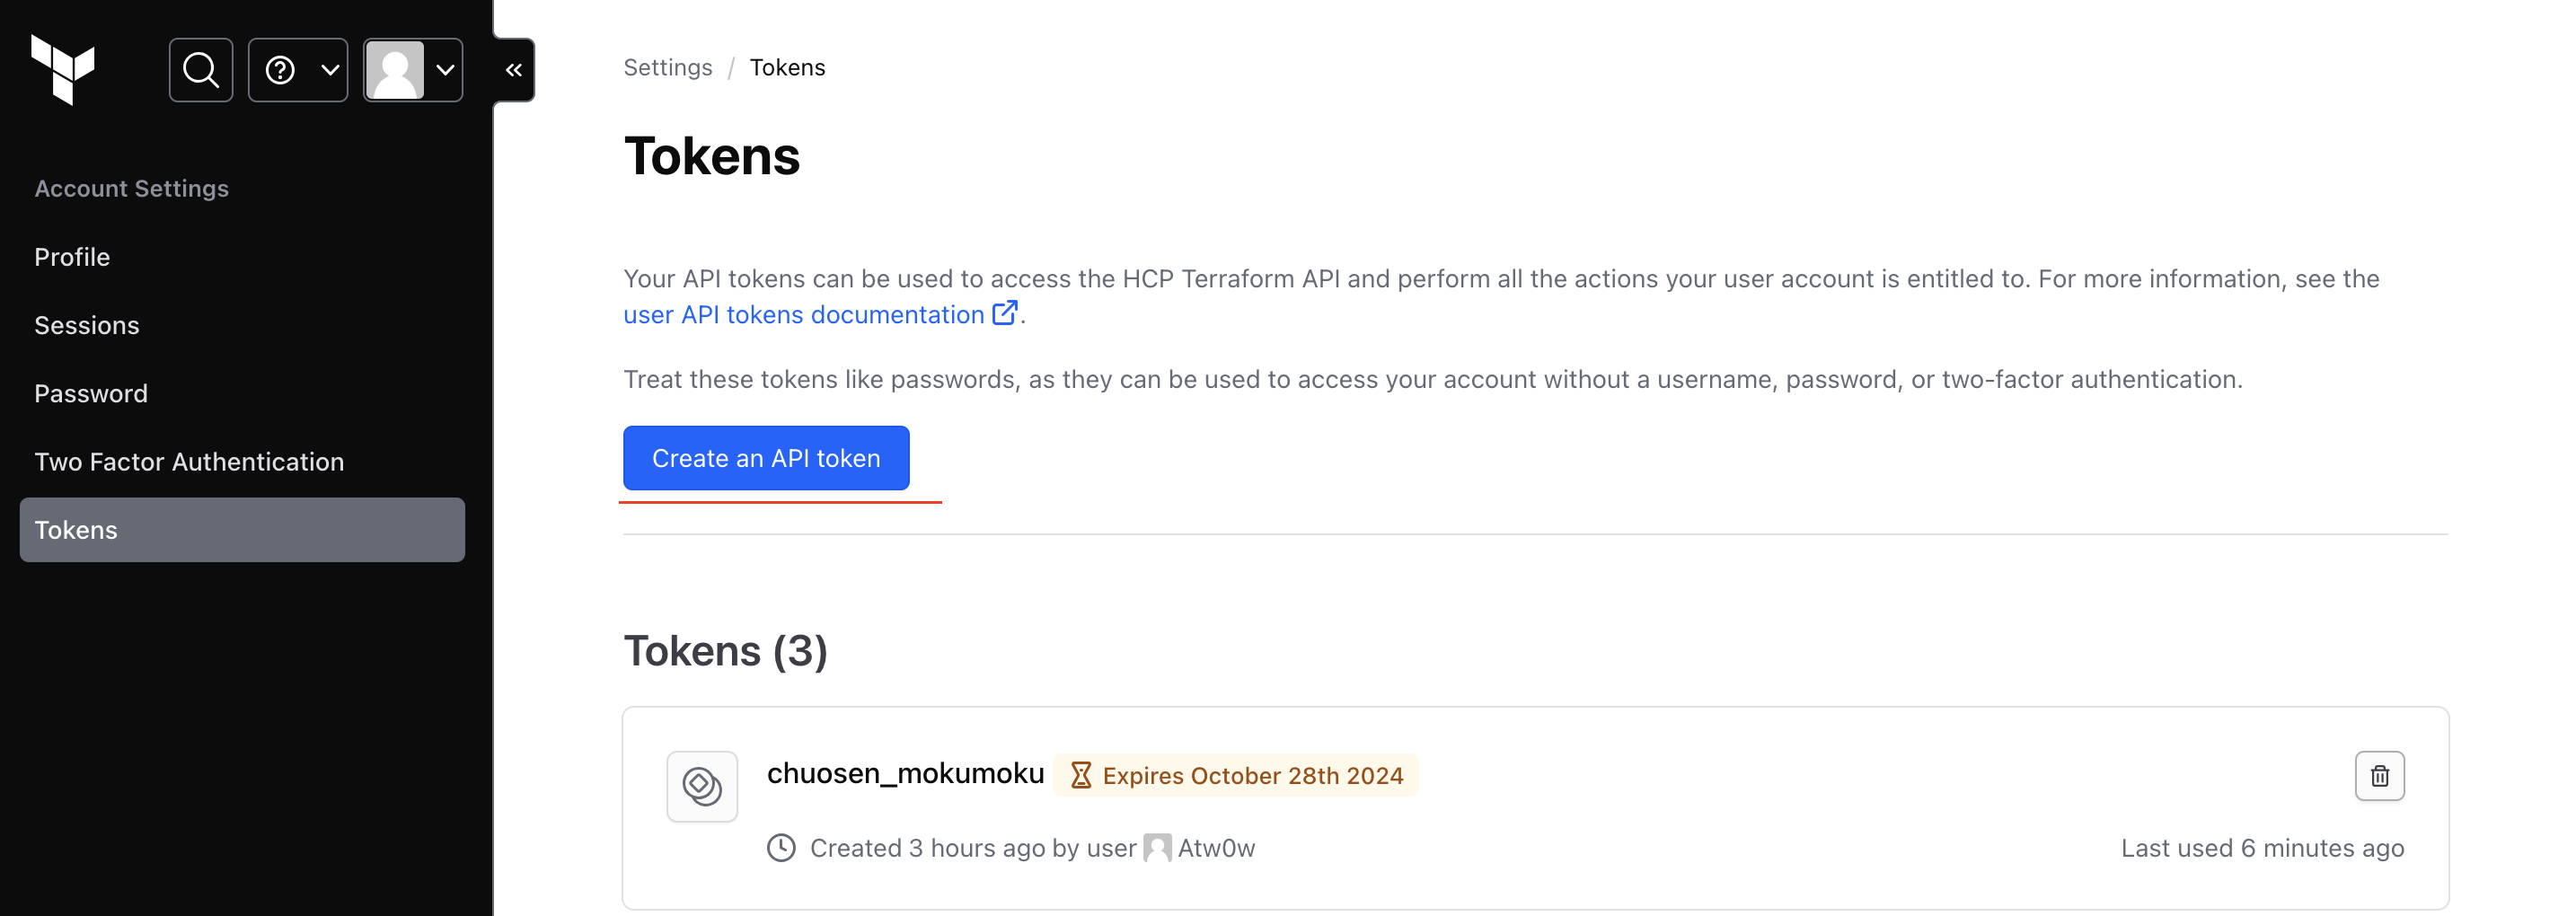 Account Settings
Profile
Sessions
Password
Two Factor Authentication
Tokens
Settings / Tokens
Tokens
Your API tokens can be used to access the HCP Terraform API and perform all the actions your user account is entitled to. For more information, see the
user API tokens documentation.
Treat these tokens like passwords, as they can be used to access your account without a username, password, or two-factor authentication.
Create an API token
Tokens (3)
chuosen_mokumoku Expires October 28th 2024
Created 3 hours ago by user Atw0w
Last used 6 minutes ago